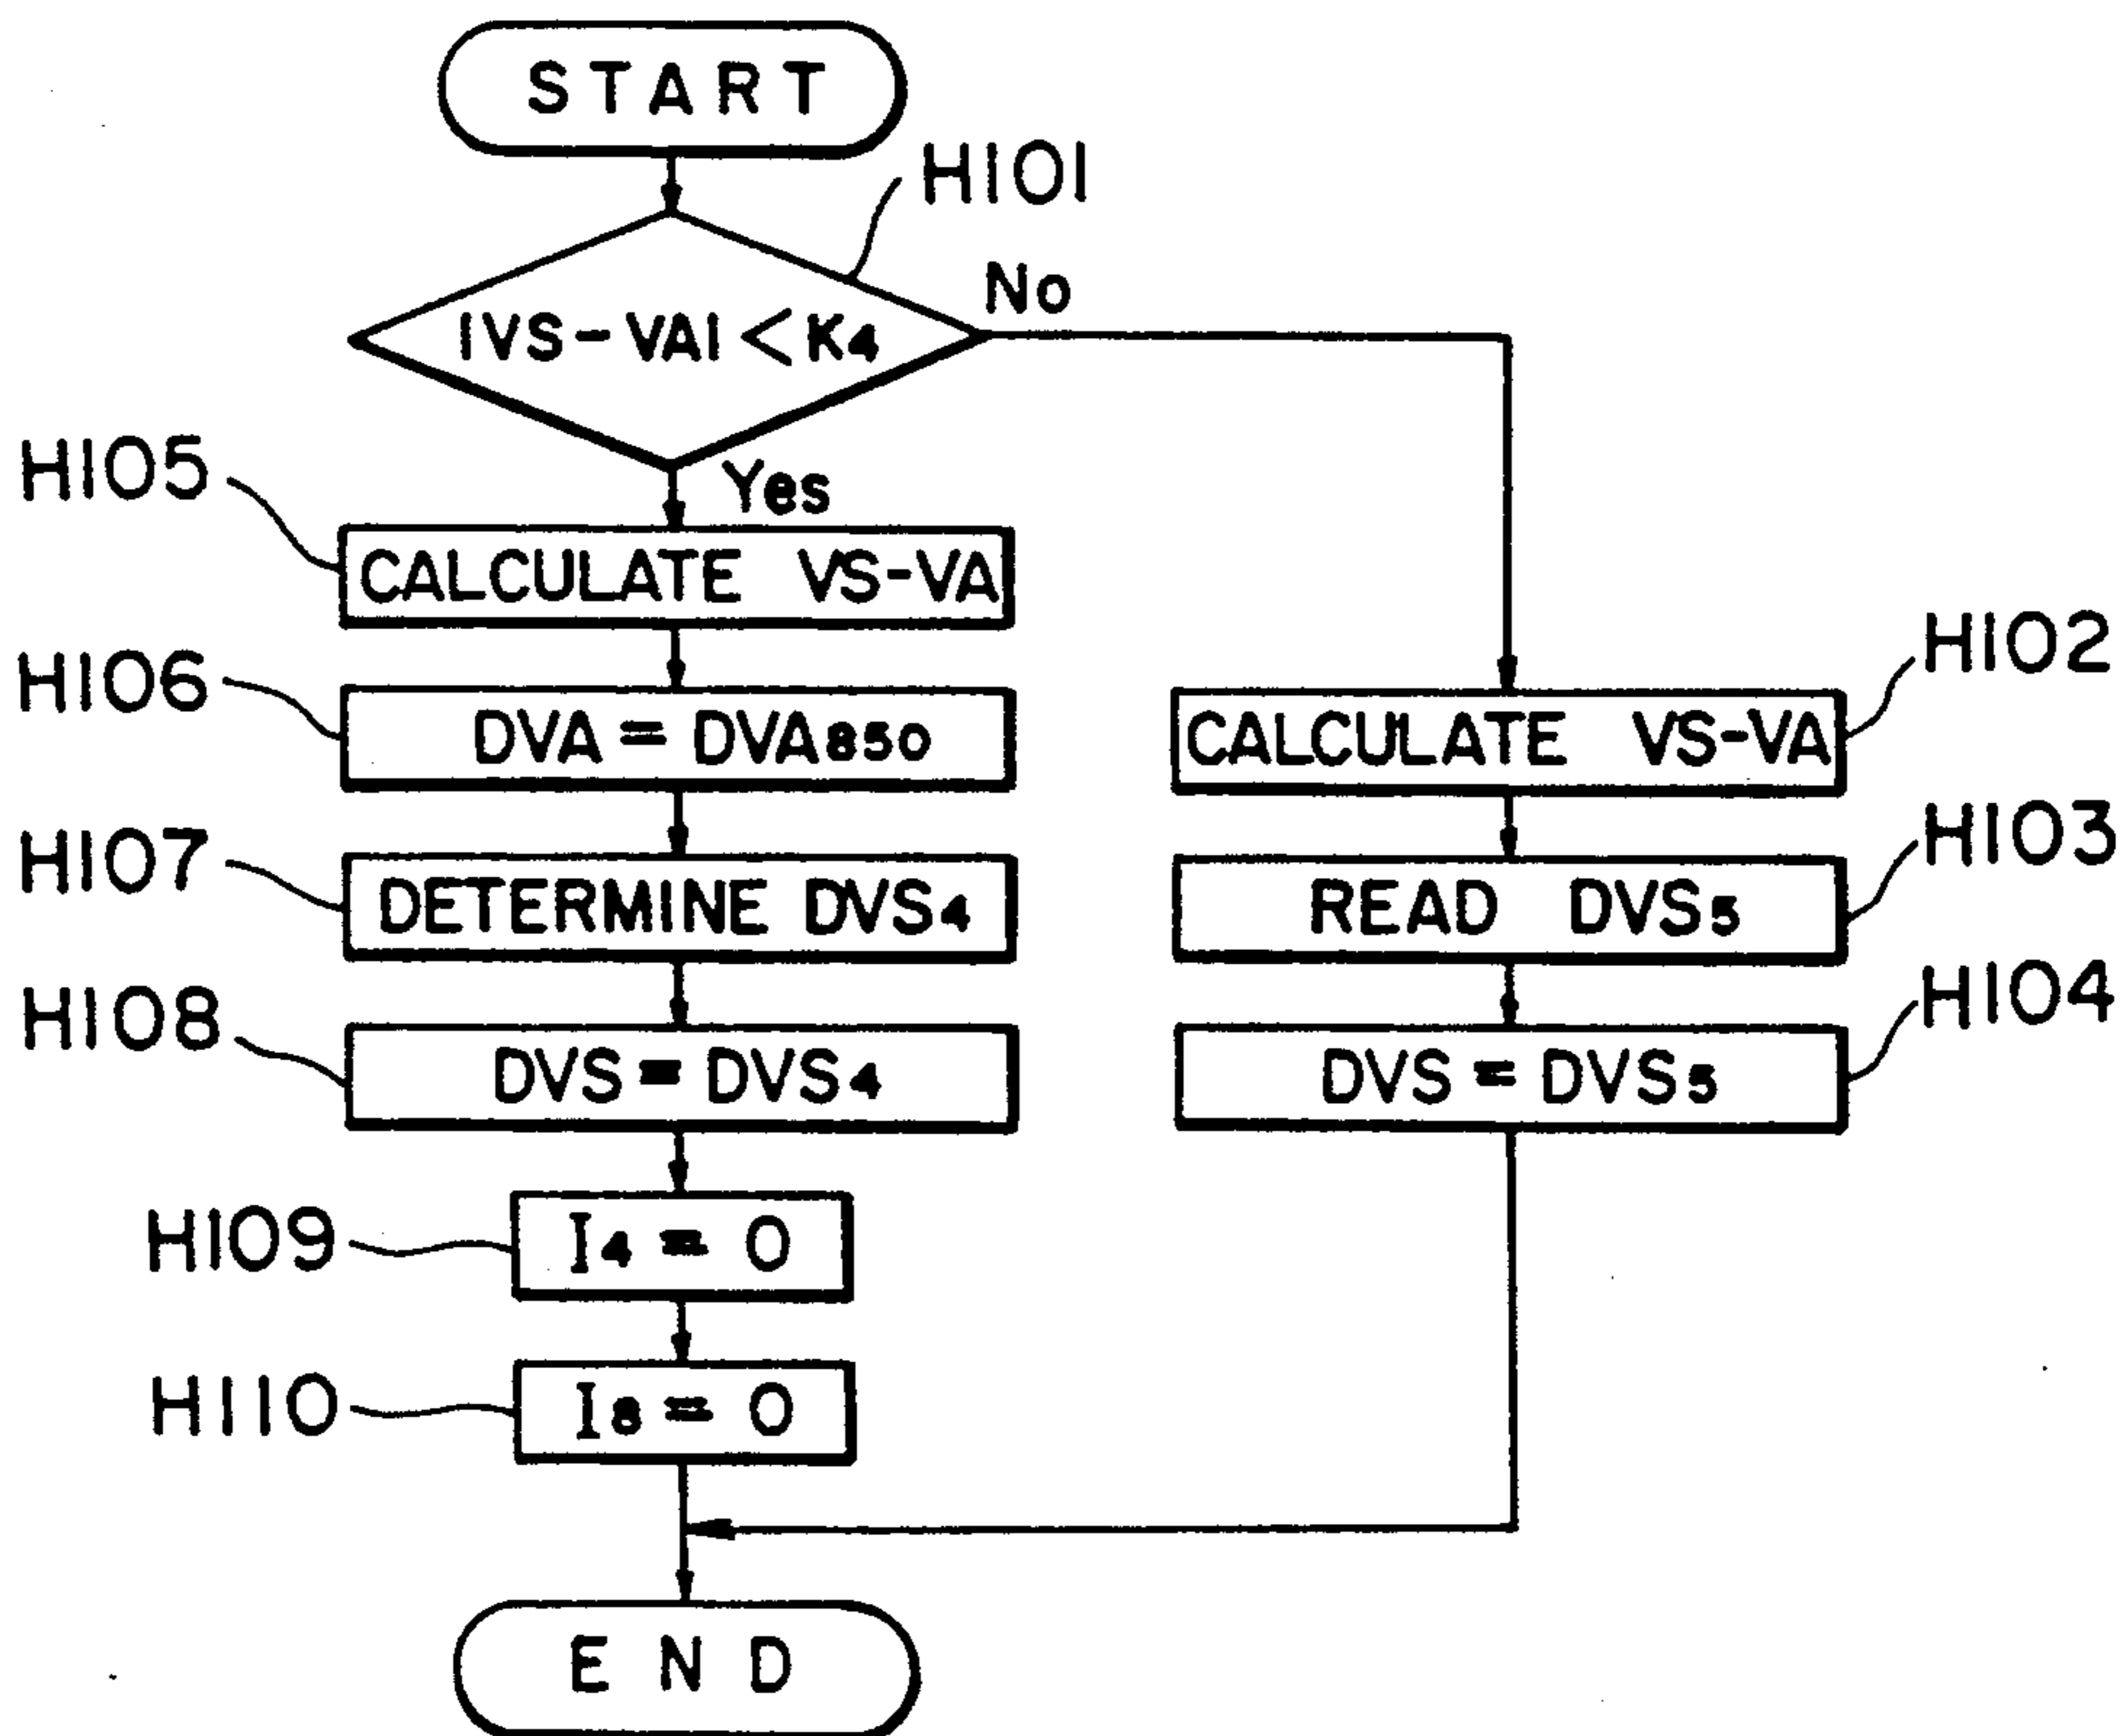 START
H101
|VS-VA|<K4
No
Yes
H105
CALCULATE VS-VA
H106
DVA = DVA850
H102
CALCULATE VS-VA
H107
DETERMINE DVS4
H103
READ DVS5
H108
DVS = DVS4
H104
DVS = DVS5
H109
I4 = 0
H110
I8 = 0
END